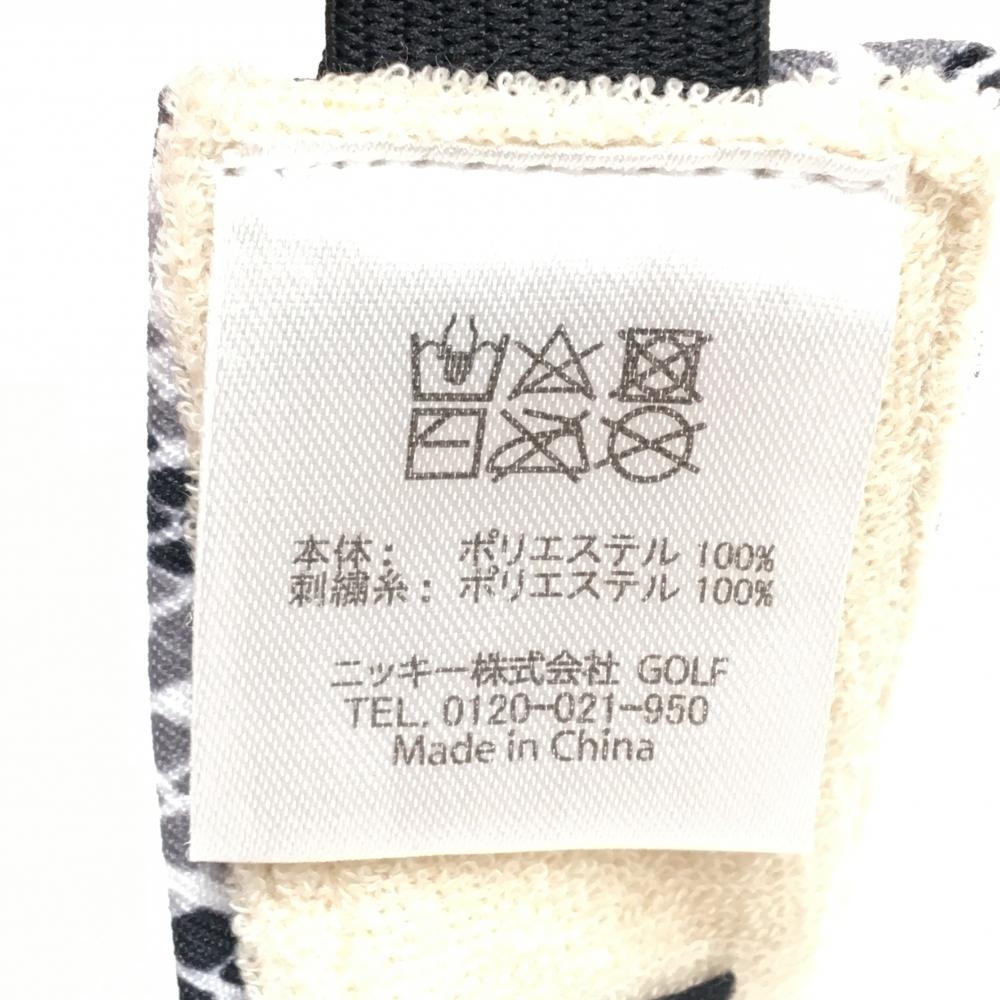 本体： ポリエステル 100%
刺繍糸：ポリエステル 100%
ニッキー株式会社 GOLF
TEL. 0120-021-950
Made in China